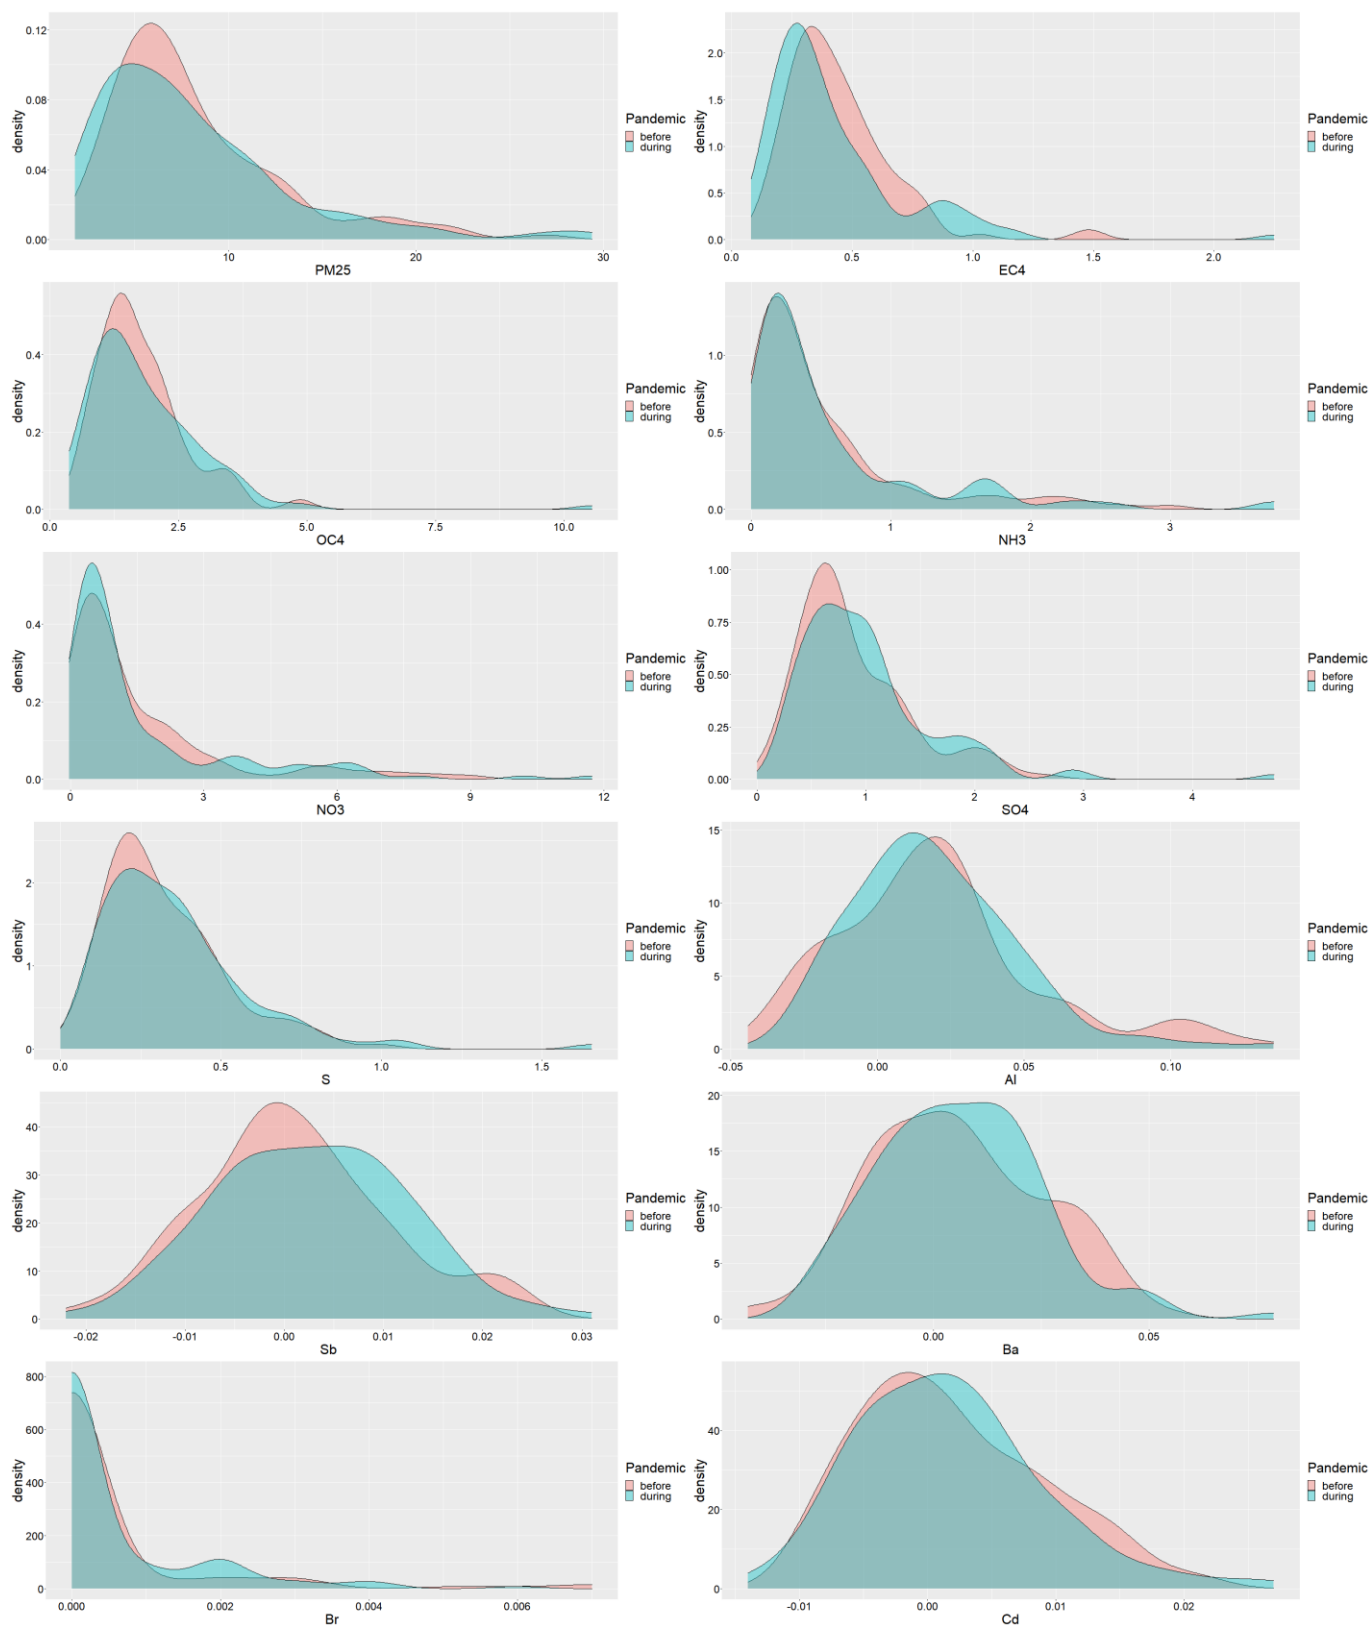 0.12
0.08
0.04
0.00
density
10
20
30
PM25
Pandemic
before
during
2.0
1.5
1.0
0.5
0.0
density
0.0
0.5
1.0
1.5
2.0
EC4
Pandemic
before
during
0.4
0.2
0.0
density
0.0
2.5
5.0
7.5
10.0
OC4
Pandemic
before
during
1.0
0.5
0.0
density
0
1
2
3
NH3
Pandemic
before
during
0.4
0.2
0.0
density
0
3
6
9
12
NO3
Pandemic
before
during
1.00
0.75
0.50
0.25
0.00
density
0
1
2
3
4
SO4
Pandemic
before
during
2
1
0
density
0.0
0.5
1.0
1.5
S
Pandemic
before
during
15
10
5
0
density
-0.05
0.00
0.05
0.10
Al
Pandemic
before
during
40
30
20
10
0
density
-0.02
-0.01
0.00
0.01
0.02
0.03
Sb
Pandemic
before
during
20
15
10
5
0
density
0.00
0.05
Ba
Pandemic
before
during
800
600
400
200
0
density
0.000
0.002
0.004
0.006
Br
Pandemic
before
during
40
20
0
density
-0.01
0.00
0.01
0.02
Cd
Pandemic
before
during